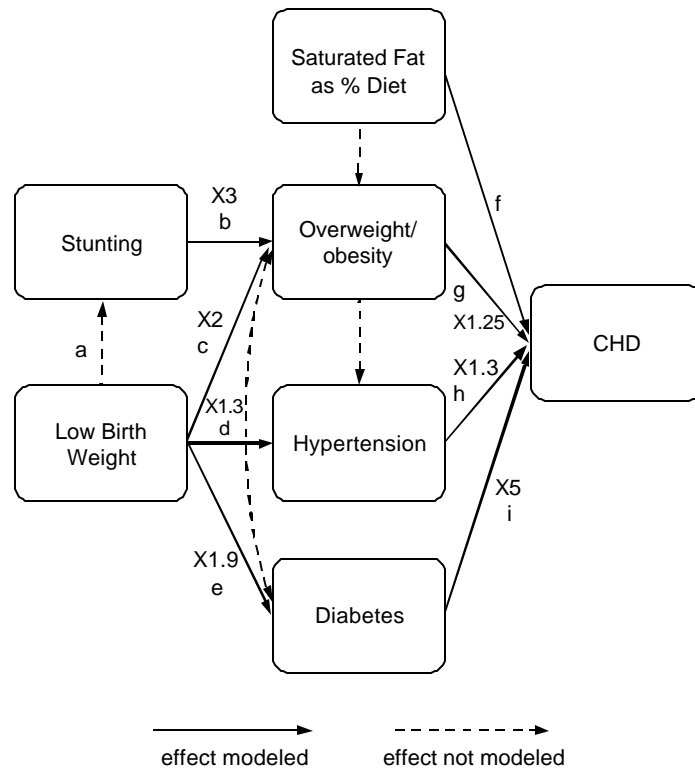 Saturated Fat
as % Diet
X3
b
f
Stunting
Overweight/
obesity
g
X1.25
X2
c
a
CHD
X1.3
h
X1.3
d
Low Birth
Weight
Hypertension
X5
i
X1.9
e
Diabetes
effect modeled
effect not modeled